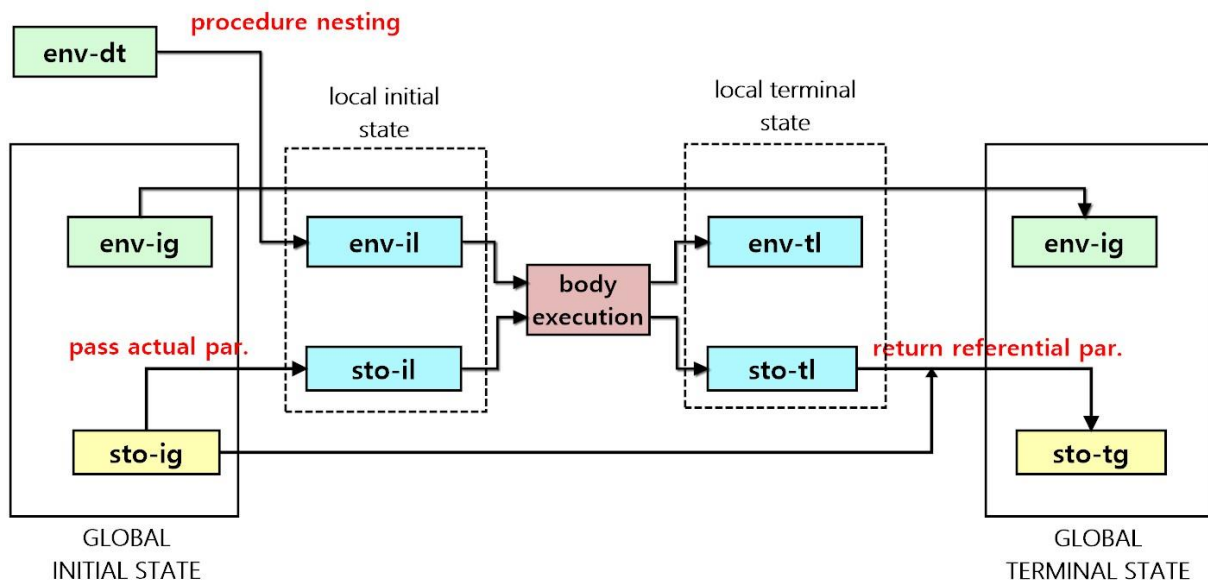 procedure nesting
env-dt
local initial
state
local terminal
state
env-ig
env-il
env-tl
env-ig
body
execution
pass actual par.
sto-il
sto-tl
return referential par.
sto-ig
sto-tg
GLOBAL
INITIAL STATE
GLOBAL
TERMINAL STATE